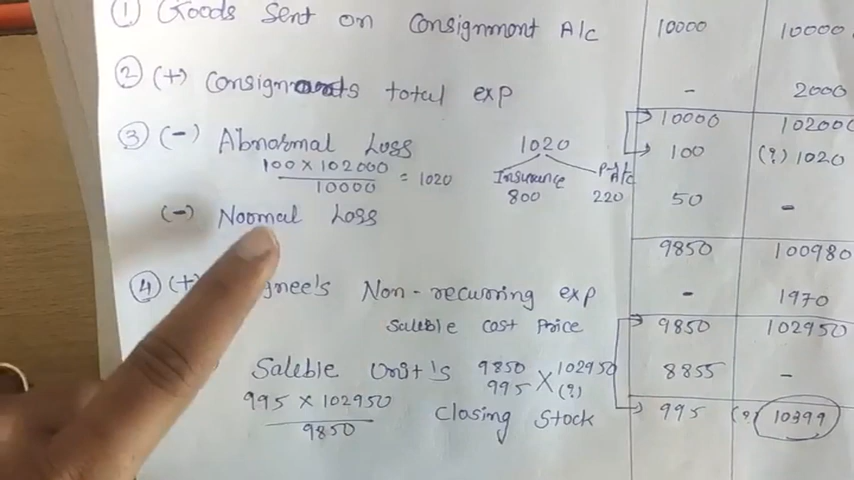 ① Goods Sent on Consignment A/c 10000 10000
② (+) Consignments total exp - 2000
10000 102000
③ (-) Abnormal Loss 1020 100 (?) 1020
100 X 102000 / 10000 = 1020 Insurance 800 P&L A/c 220
(-) Normal Loss 50 -
9850 100980
④ (+) gnee's Non-recurring exp - 1970
Saleble cost Price 9850 102950
Saleble Unit's 9850 X 102950 8855 -
995 (?)
995 X 102950 / 9850 Closing Stock 995 (?) 10399